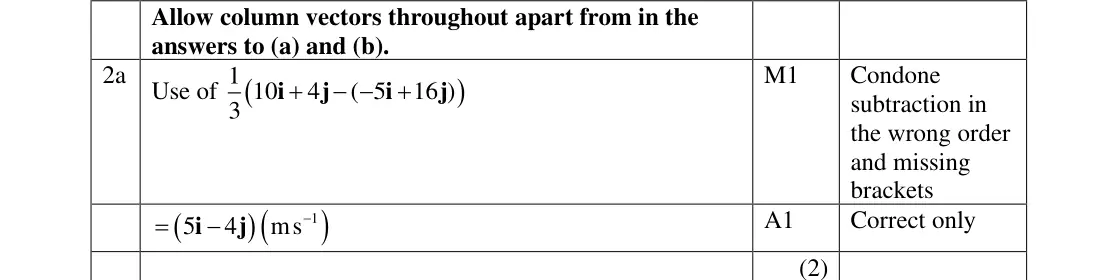 Allow column vectors throughout apart from in the
answers to (a) and (b).
2a
Use of 1/3 (10i + 4j − (−5i + 16j))
M1
Condone
subtraction in
the wrong order
and missing
brackets
= (5i − 4j) (m s⁻¹)
A1
Correct only
(2)